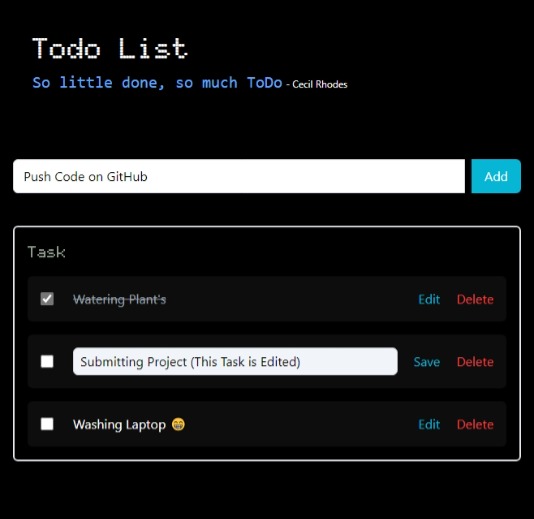 Todo List
So little done, so much ToDo - Cecil Rhodes
Push Code on GitHub Add
Task
Watering Plant's Edit Delete
Submitting Project (This Task is Edited) Save Delete
Washing Laptop 😁 Edit Delete